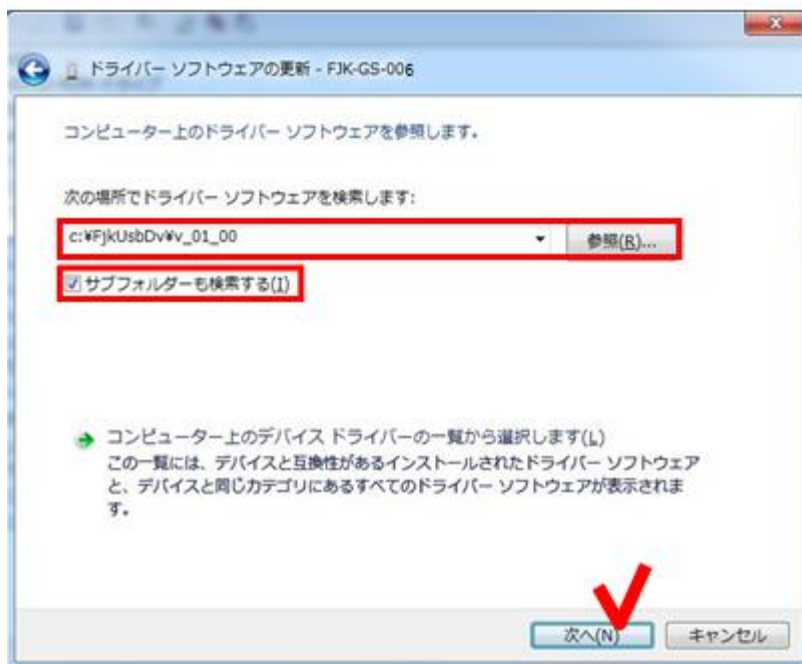 ドライバー ソフトウェアの更新 - FJK-GS-006
コンピューター上のドライバー ソフトウェアを参照します。
次の場所でドライバー ソフトウェアを検索します:
c:¥FjkUsbDv¥v_01_00
参照(R)...
サブフォルダーも検索する(I)
コンピューター上のデバイス ドライバーの一覧から選択します(L)
この一覧には、デバイスと互換性があるインストールされたドライバー ソフトウェア
と、デバイスと同じカテゴリにあるすべてのドライバー ソフトウェアが表示されま
す。
次へ(N)
キャンセル